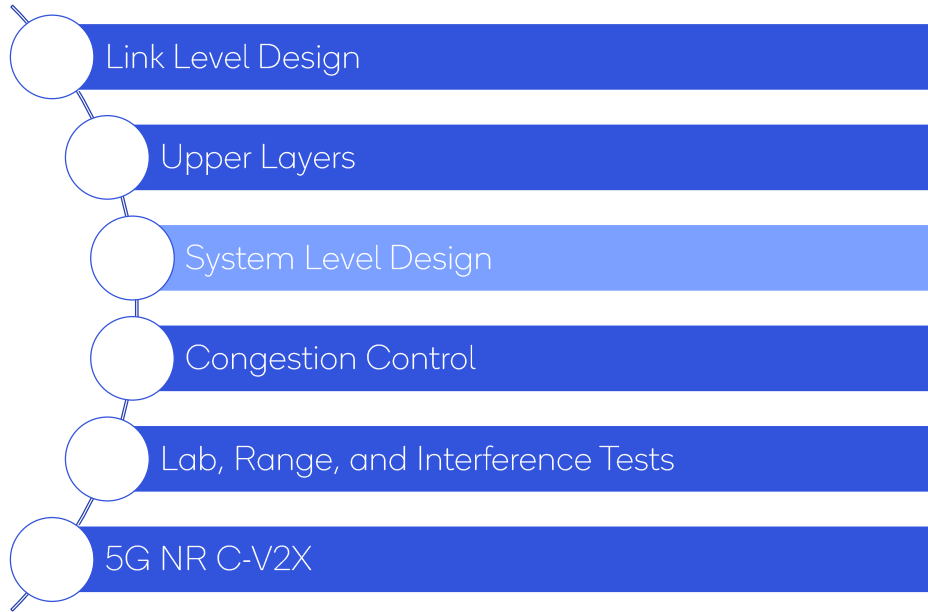 Link Level Design
Upper Layers
System Level Design
Congestion Control
Lab, Range, and Interference Tests
5G NR C-V2X